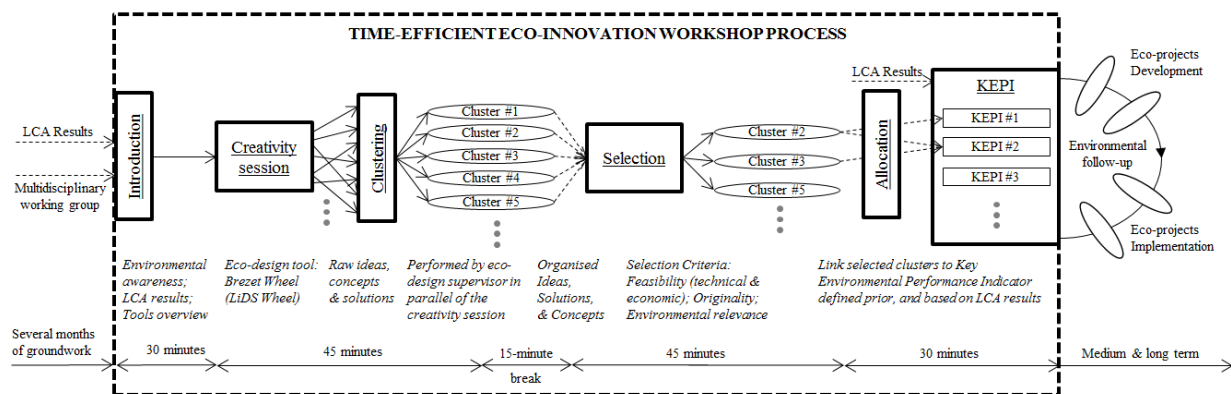 TIME-EFFICIENT ECO-INNOVATION WORKSHOP PROCESS
LCA Results
Multidisciplinary
working group
Introduction
Creativity
session
Clustering
Cluster #1
Cluster #2
Cluster #3
Cluster #4
Cluster #5
Selection
Cluster #2
Cluster #3
Cluster #5
LCA Results
Allocation
KEPI
KEPI #1
KEPI #2
KEPI #3
Eco-projects
Development
Environmental
follow-up
Eco-projects
Implementation
Environmental
awareness;
LCA results;
Tools overview
Eco-design tool:
Brezet Wheel
(LiDS Wheel)
Raw ideas,
concepts
& solutions
Performed by eco-
design supervisor in
parallel of the
creativity session
Organised
Ideas,
Solutions,
& Concepts
Selection Criteria:
Feasibility (technical &
economic); Originality;
Environmental relevance
Link selected clusters to Key
Environmental Performance Indicator
defined prior, and based on LCA results
Several months
of groundwork
30 minutes
45 minutes
15-minute
break
45 minutes
30 minutes
Medium & long term